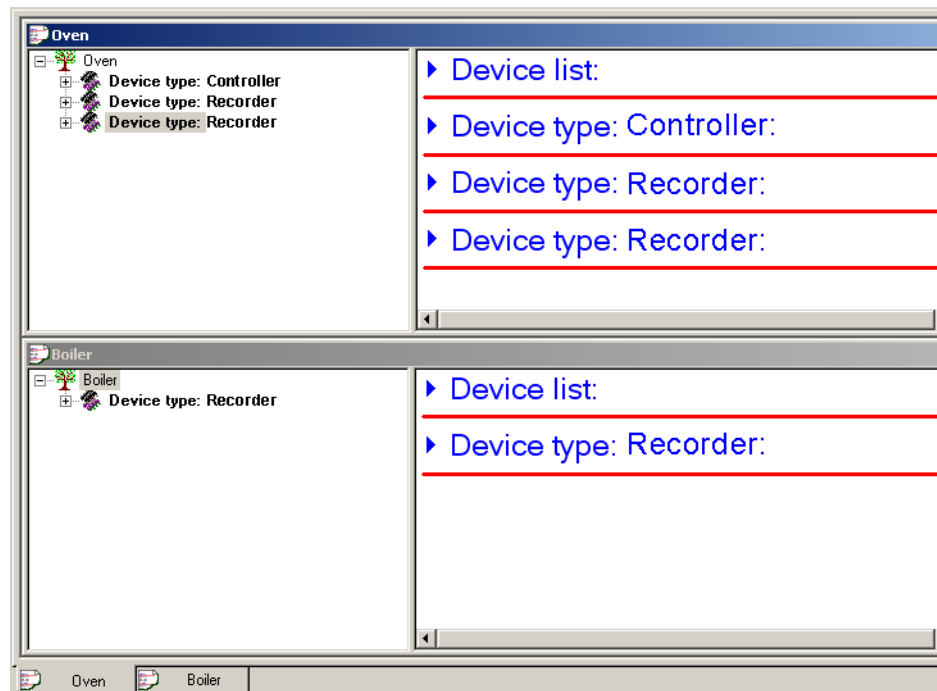 Oven
Oven
Device type: Controller
Device type: Recorder
Device type: Recorder
Device list:
Device type: Controller:
Device type: Recorder:
Device type: Recorder:
Boiler
Boiler
Device type: Recorder
Device list:
Device type: Recorder:
Oven Boiler